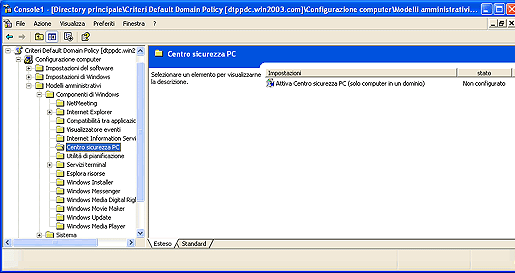 Console1 - [Directory principale\Criteri Default Domain Policy [dtppdc.win2003.com]\Configurazione computer\Modelli amministrativi...
File Azione Visualizza Preferiti Finestra ?
Criteri Default Domain Policy [dtppdc.win2
Configurazione computer
Impostazioni del software
Impostazioni di Windows
Modelli amministrativi
Componenti di Windows
NetMeeting
Internet Explorer
Compatibilità tra applicazio
Visualizzatore eventi
Internet Information Servi
Centro sicurezza PC
Utilità di pianificazione
Servizi terminal
Esplora risorse
Windows Installer
Windows Messenger
Windows Media Digital Righ
Windows Movie Maker
Windows Update
Windows Media Player
Sistema
Centro sicurezza PC
Selezionare un elemento per visualizzarne
la descrizione.
Impostazioni stato
Attiva Centro sicurezza PC (solo computer in un dominio) Non configurato
Esteso Standard